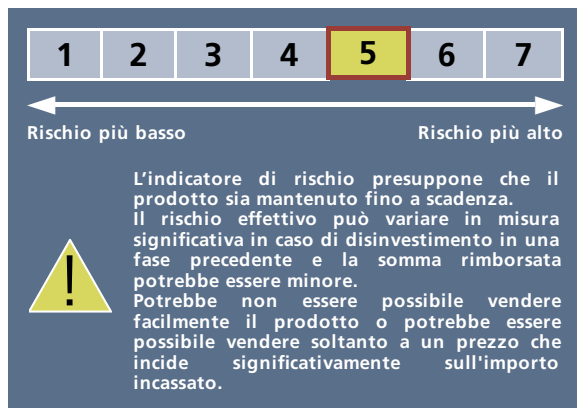 1 2 3 4 5 6 7
Rischio più basso Rischio più alto
L’indicatore di rischio presuppone che il
prodotto sia mantenuto fino a scadenza.
Il rischio effettivo può variare in misura
significativa in caso di disinvestimento in una
fase precedente e la somma rimborsata
potrebbe essere minore.
Potrebbe non essere possibile vendere
facilmente il prodotto o potrebbe essere
possibile vendere soltanto a un prezzo che
incide significativamente sull'importo
incassato.
!